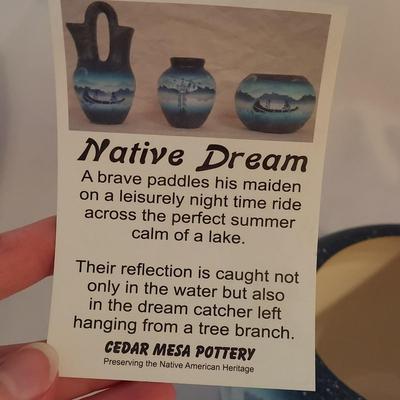 Native Dream
A brave paddles his maiden
on a leisurely night time ride
across the perfect summer
calm of a lake.
Their reflection is caught not
only in the water but also
in the dream catcher left
hanging from a tree branch.
CEDAR MESA POTTERY
Preserving the Native American Heritage